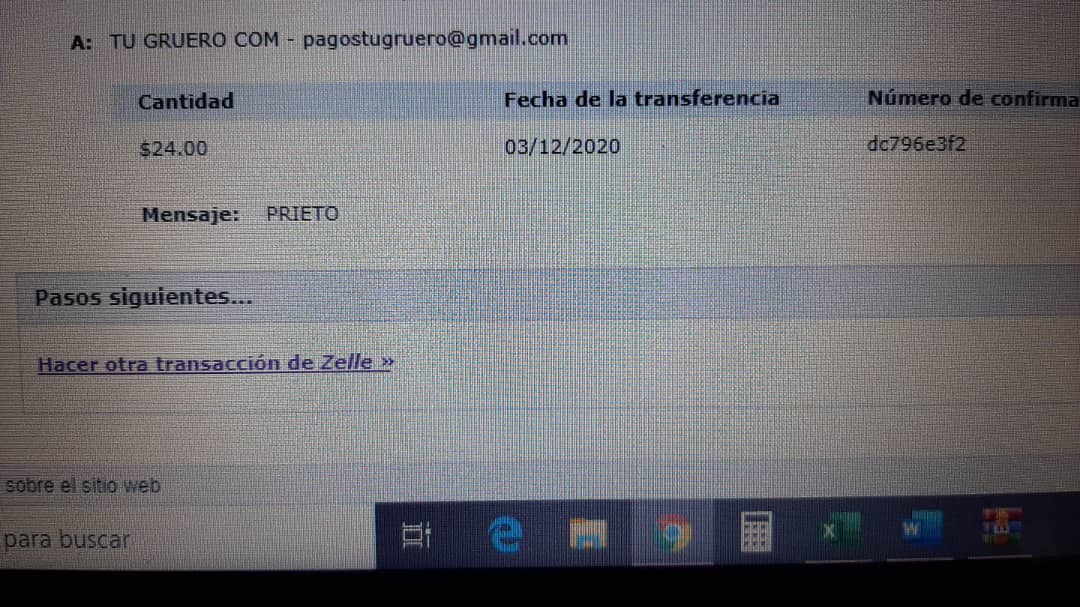 A: TU GRUERO COM - pagostugruero@gmail.com
Cantidad Fecha de la transferencia Número de confirma
$24.00 03/12/2020 dc796e3f2
Mensaje: PRIETO
Pasos siguientes...
Hacer otra transacción de Zelle »
sobre el sitio web
para buscar